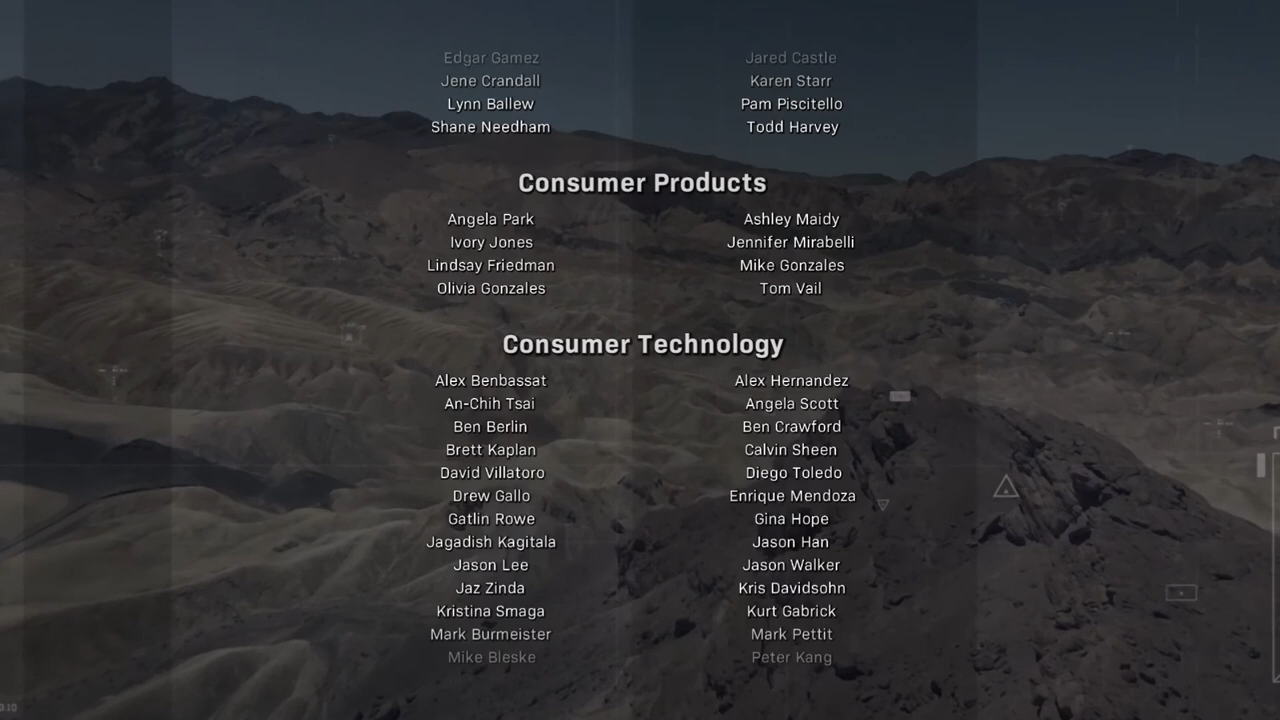 Edgar Gamez Jared Castle
Jene Crandall Karen Starr
Lynn Ballew Pam Piscitello
Shane Needham Todd Harvey
Consumer Products
Angela Park Ashley Maidy
Ivory Jones Jennifer Mirabelli
Lindsay Friedman Mike Gonzales
Olivia Gonzales Tom Vail
Consumer Technology
Alex Benbassat Alex Hernandez
An-Chih Tsai Angela Scott
Ben Berlin Ben Crawford
Brett Kaplan Calvin Sheen
David Villatoro Diego Toledo
Drew Gallo Enrique Mendoza
Gatlin Rowe Gina Hope
Jagadish Kagitala Jason Han
Jason Lee Jason Walker
Jaz Zinda Kris Davidsohn
Kristina Smaga Kurt Gabrick
Mark Burmeister Mark Pettit
Mike Bleske Peter Kang